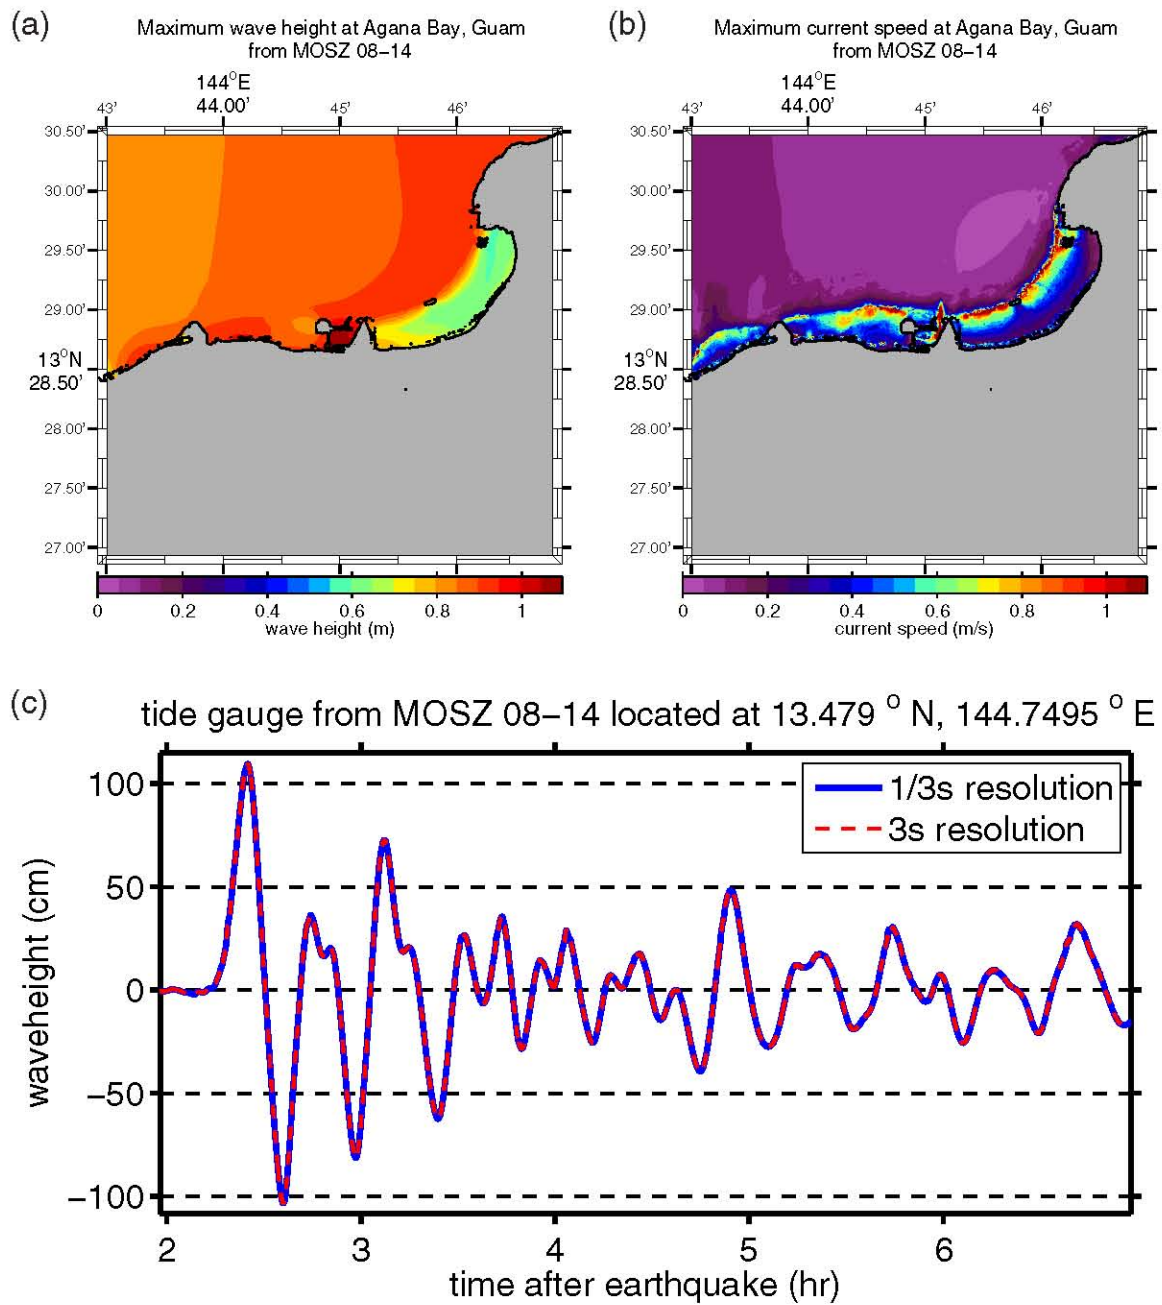 (a)
Maximum wave height at Agana Bay, Guam
from MOSZ 08-14
144°E
43' 44.00' 45' 46'
30.50'
30.00'
29.50'
29.00'
13°N
28.50'
28.00'
27.50'
27.00'
0 0.2 0.4 0.6 0.8 1
wave height (m)
(b)
Maximum current speed at Agana Bay, Guam
from MOSZ 08-14
144°E
43' 44.00' 45' 46'
30.50'
30.00'
29.50'
29.00'
13°N
28.50'
28.00'
27.50'
27.00'
0 0.2 0.4 0.6 0.8 1
current speed (m/s)
(c)
tide gauge from MOSZ 08-14 located at 13.479 ° N, 144.7495 ° E
1/3s resolution
3s resolution
100
50
0
-50
-100
waveheight (cm)
2 3 4 5 6
time after earthquake (hr)